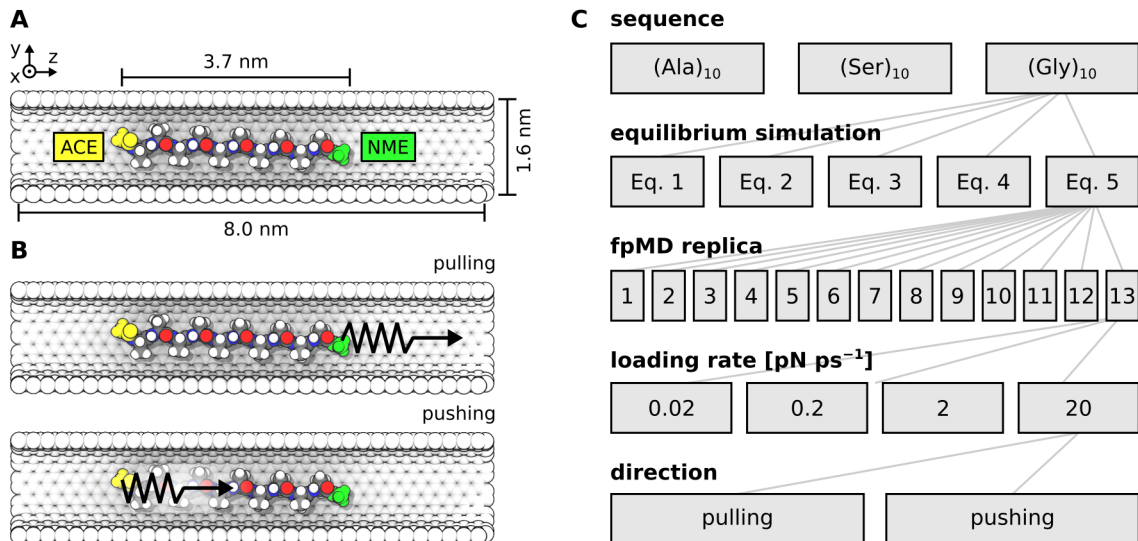 A
y
x
z
3.7 nm
ACE
NME
1.6 nm
8.0 nm
B
pulling
pushing
C
sequence
(Ala)10
(Ser)10
(Gly)10
equilibrium simulation
Eq. 1
Eq. 2
Eq. 3
Eq. 4
Eq. 5
fpMD replica
1 2 3 4 5 6 7 8 9 10 11 12 13
loading rate [pN ps⁻¹]
0.02
0.2
2
20
direction
pulling
pushing